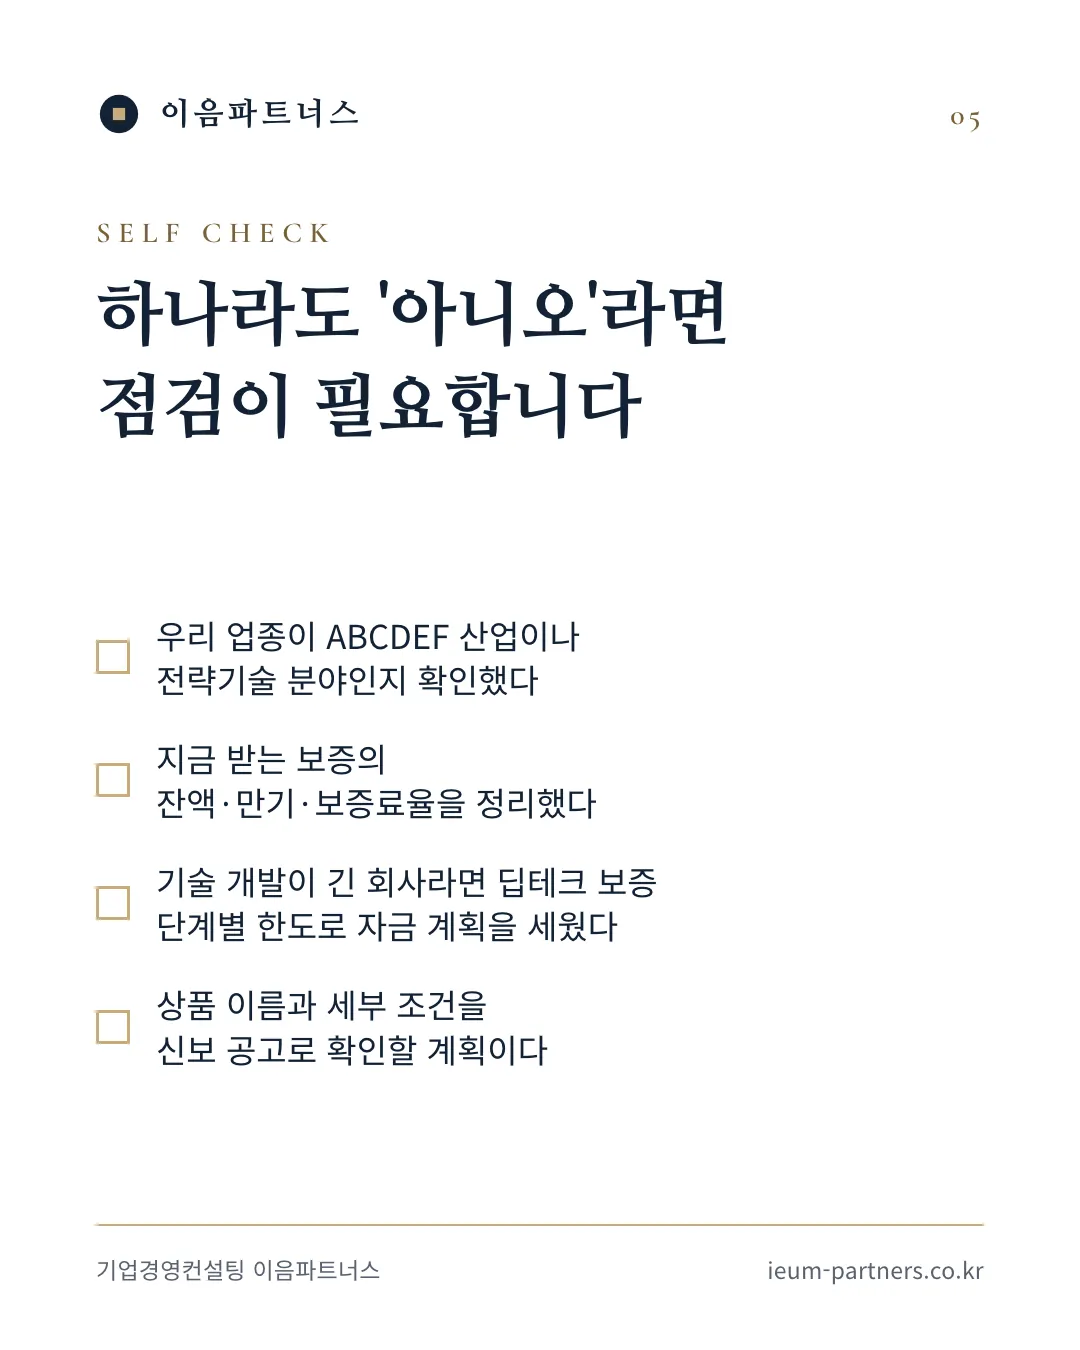 이음파트너스
05
SELF CHECK
하나라도 '아니오'라면
점검이 필요합니다
우리 업종이 ABCDEF 산업이나
전략기술 분야인지 확인했다
지금 받는 보증의
잔액·만기·보증료율을 정리했다
기술 개발이 긴 회사라면 딥테크 보증
단계별 한도로 자금 계획을 세웠다
상품 이름과 세부 조건을
신보 공고로 확인할 계획이다
기업경영컨설팅 이음파트너스
ieum-partners.co.kr